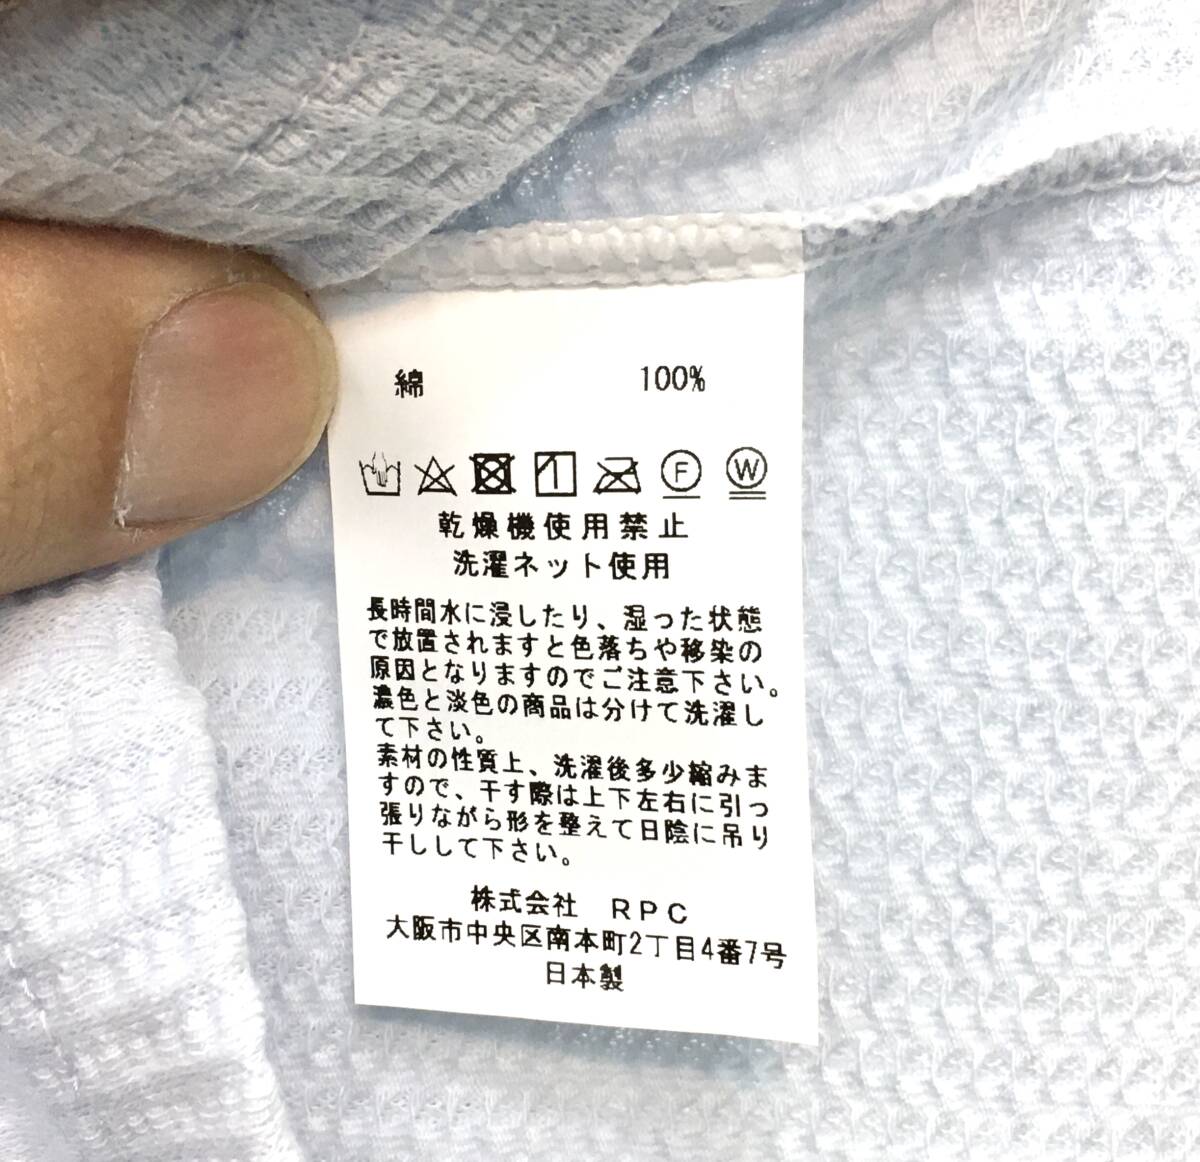 綿 100%
F W
乾燥機使用禁止
洗濯ネット使用
長時間水に浸したり、湿った状態
で放置されますと色落ちや移染の
原因となりますのでご注意下さい。
濃色と淡色の商品は分けて洗濯し
て下さい。
素材の性質上、洗濯後多少縮みま
すので、干す際は上下左右に引っ
張りながら形を整えて日陰に吊り
干しして下さい。
株式会社 RPC
大阪市中央区南本町2丁目4番7号
日本製